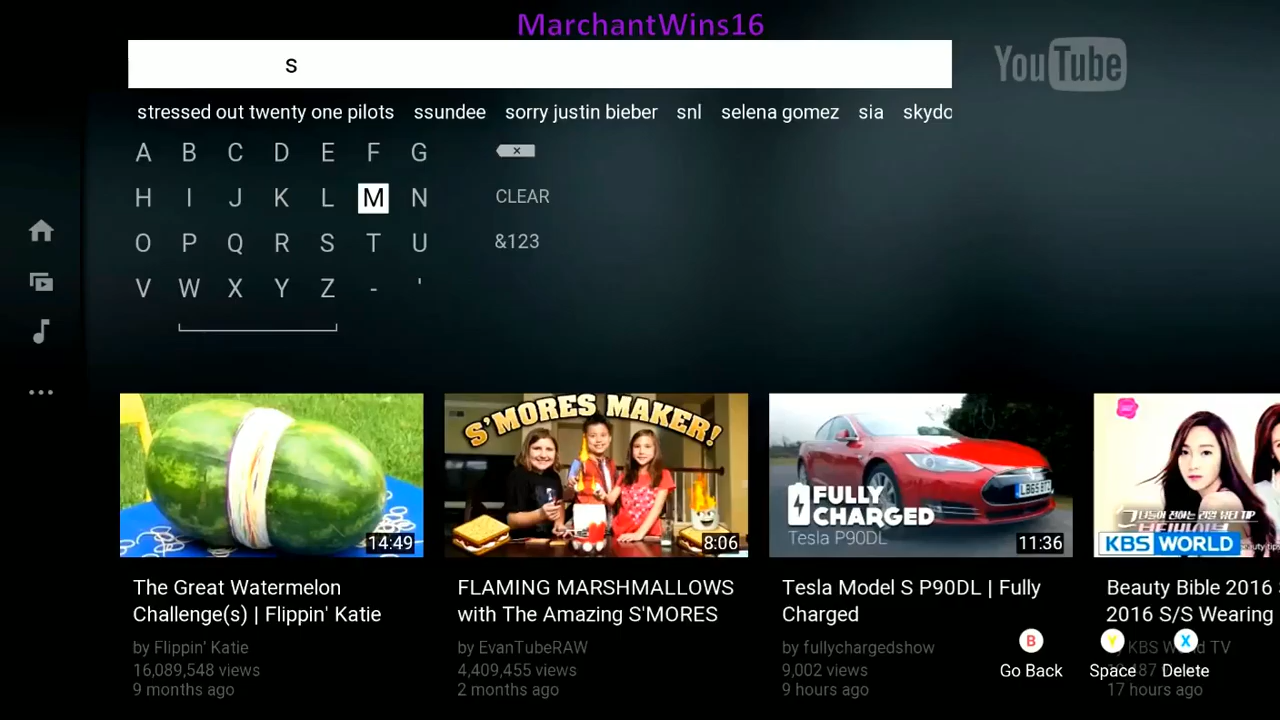 MarchantWins16
s
YouTube
stressed out twenty one pilots ssundee sorry justin bieber snl selena gomez sia skydo
A B C D E F G
H I J K L M N CLEAR
O P Q R S T U &123
V W X Y Z - '
14:49
S'MORES MAKER!
8:06
FULLY
CHARGED
Tesla P90DL
LB65
11:36
KBS WORLD
The Great Watermelon
Challenge(s) | Flippin' Katie
by Flippin' Katie
16,089,548 views
9 months ago
FLAMING MARSHMALLOWS
with The Amazing S'MORES
by EvanTubeRAW
4,409,455 views
2 months ago
Tesla Model S P90DL | Fully
Charged
by fullychargedshow
9,002 views
9 hours ago
Beauty Bible 2016
2016 S/S Wearing
17 hours ago
B Y X
Go Back Space Delete